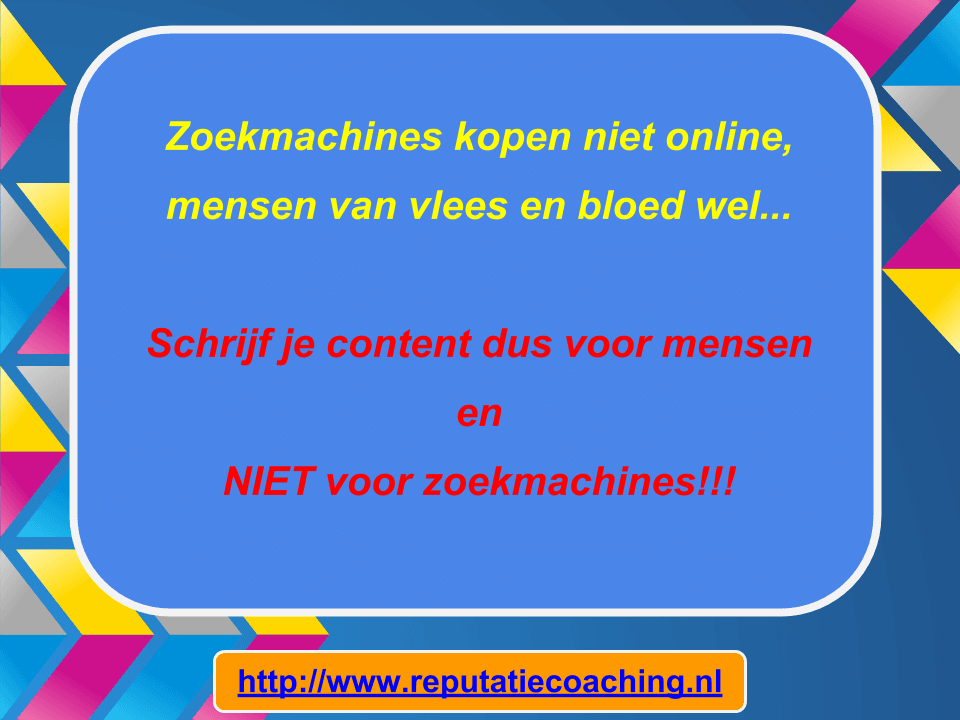 Zoekmachines kopen niet online,
mensen van vlees en bloed wel...
Schrijf je content dus voor mensen
en
NIET voor zoekmachines!!!
http://www.reputatiecoaching.nl